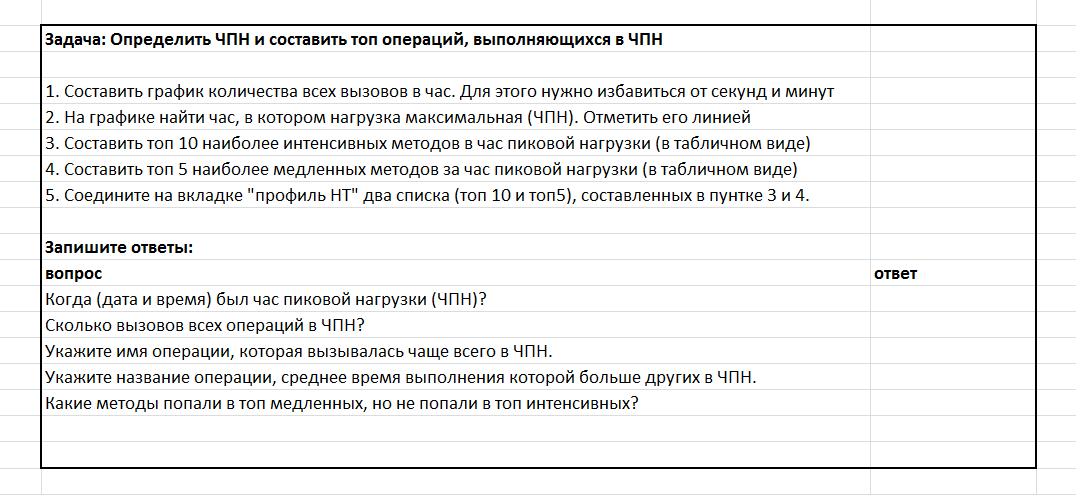 Задача: Определить ЧПН и составить топ операций, выполняющихся в ЧПН
1. Составить график количества всех вызовов в час. Для этого нужно избавиться от секунд и минут
2. На графике найти час, в котором нагрузка максимальная (ЧПН). Отметить его линией
3. Составить топ 10 наиболее интенсивных методов в час пиковой нагрузки (в табличном виде)
4. Составить топ 5 наиболее медленных методов за час пиковой нагрузки (в табличном виде)
5. Соедините на вкладке "профиль НТ" два списка (топ 10 и топ5), составленных в пунтке 3 и 4.
Запишите ответы:
вопрос ответ
Когда (дата и время) был час пиковой нагрузки (ЧПН)?
Сколько вызовов всех операций в ЧПН?
Укажите имя операции, которая вызывалась чаще всего в ЧПН.
Укажите название операции, среднее время выполнения которой больше других в ЧПН.
Какие методы попали в топ медленных, но не попали в топ интенсивных?